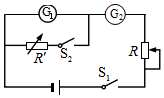 G₁ G₂
R′ S₂ R
S₁